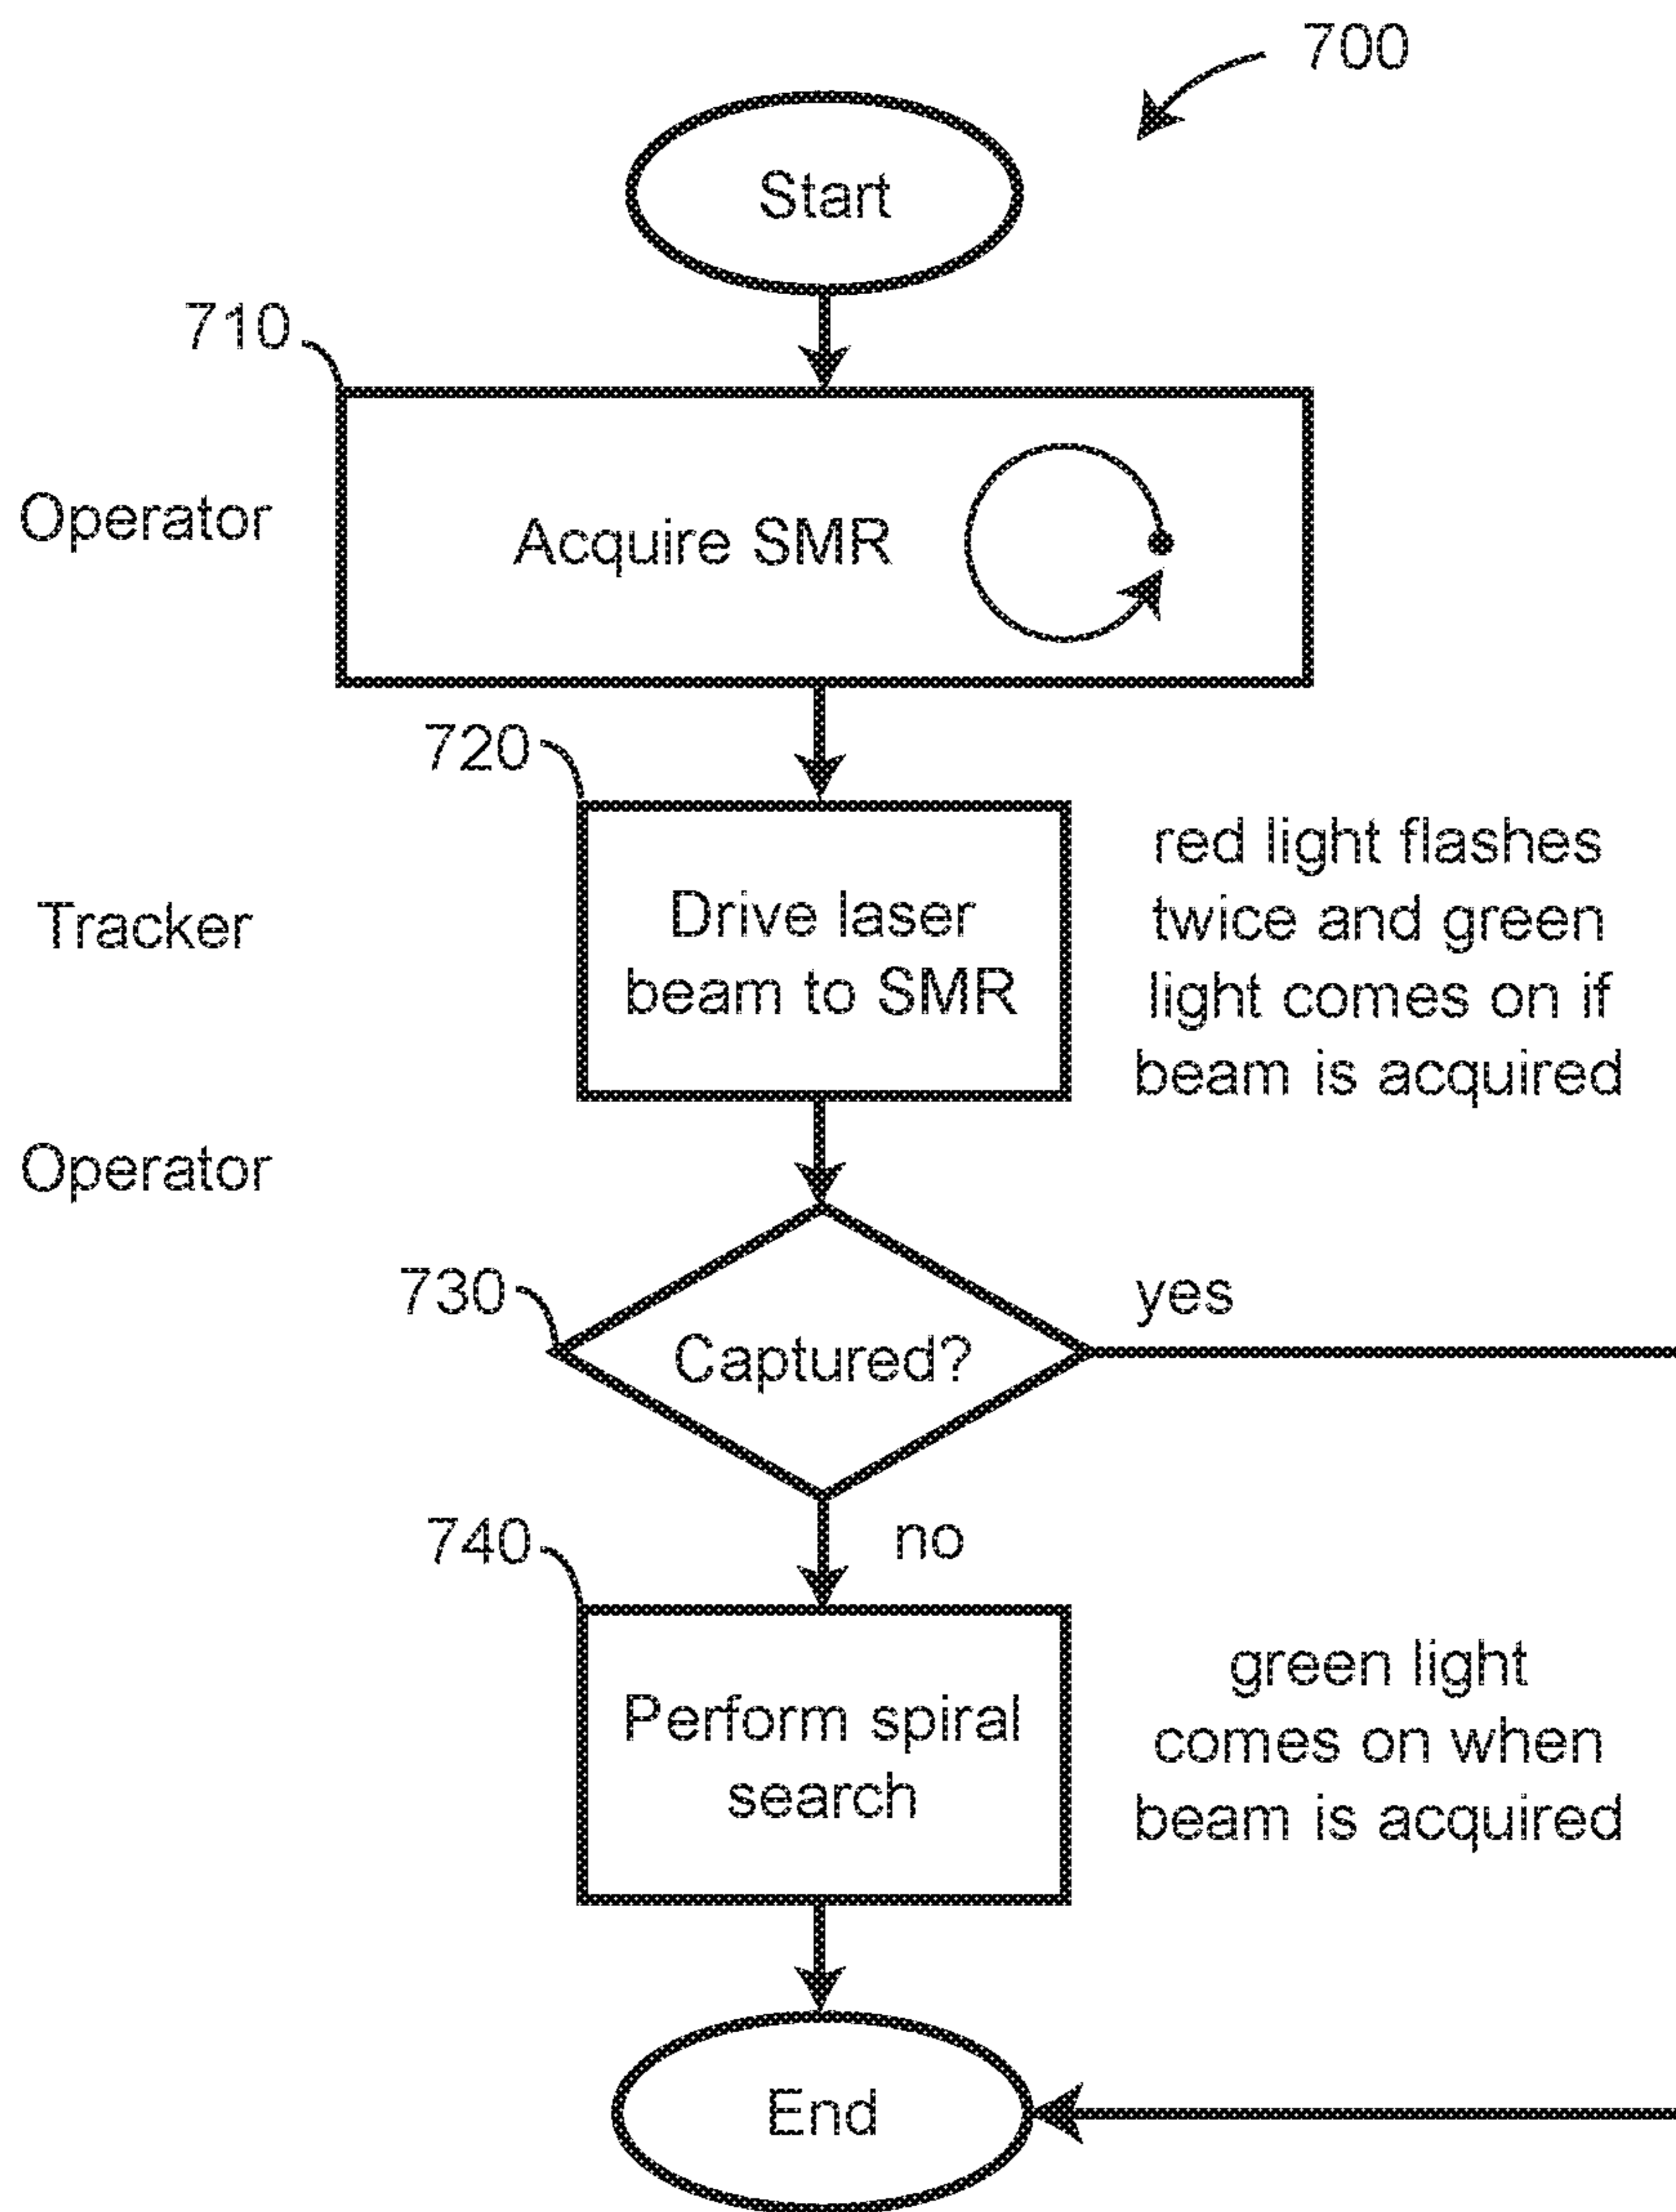 700
Start
710
Operator
Acquire SMR
720
Tracker
Drive laser
beam to SMR
red light flashes
twice and green
light comes on if
beam is acquired
Operator
730
Captured?
yes
740
no
Perform spiral
search
green light
comes on when
beam is acquired
End